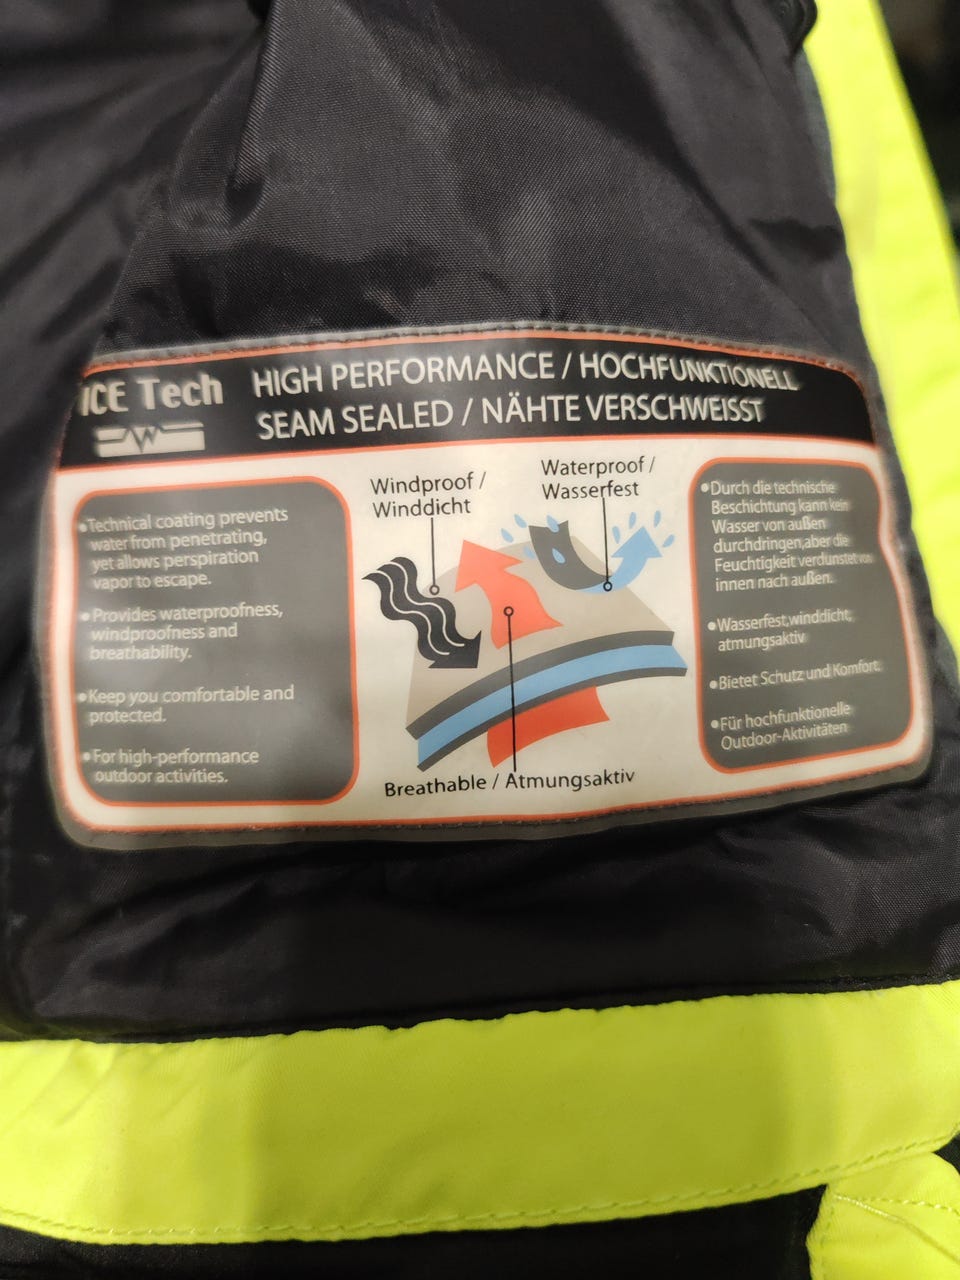 ICE Tech
HIGH PERFORMANCE / HOCHFUNKTIONELL
SEAM SEALED / NÄHTE VERSCHWEISST
•Technical coating prevents
water from penetrating,
yet allows perspiration
vapor to escape.
•Provides waterproofness,
windproofness and
breathability.
•Keep you comfortable and
protected.
•For high-performance
outdoor activities.
Windproof /
Winddicht
Waterproof /
Wasserfest
Breathable / Atmungsaktiv
•Durch die technische
Beschichtung kann kein
Wasser von außen
durchdringen,aber die
Feuchtigkeit verdunstet von
innen nach außen.
•Wasserfest,winddicht,
atmungsaktiv
•Bietet Schutz und Komfort.
•Für hochfunktionelle
Outdoor-Aktivitäten